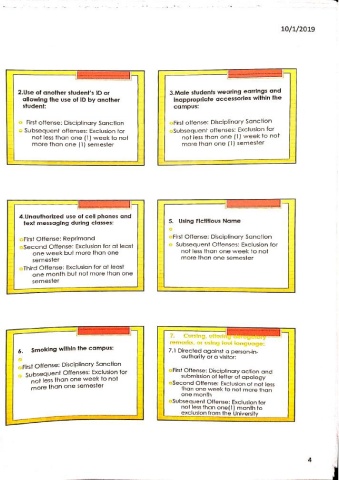 10/1/2019
2.Use of another student's ID or
allowing the use of ID by another
student:
First offense: Disciplinary Sanction
Subsequent offenses: Exclusion for
not less than one (1) week to not
more than one (1) semester
3.Male students wearing earrings and
inappropriate accessories within the
campus:
First offense: Disciplinary Sanction
Subsequent offenses: Exclusion for
not less than one (1) week to not
more than one (1) semester
4.Unauthorized use of cell phones and
text messaging during classes:
First Offense: Reprimand
Second Offense: Exclusion for at least
one week but more than one
semester
Third Offense: Exclusion for at least
one month but not more than one
semester
5. Using Fictitious Name
First Offense: Disciplinary Sanction
Subsequent Offenses: Exclusion for
not less than one week to not
more than one semester
6. Smoking within the campus:
First Offense: Disciplinary Sanction
Subsequent Offenses: Exclusion for
not less than one week to not
more than one semester
7. uttering
remarks, or using foul language:
7.1 Directed against a person-in-
authority or a visitor:
First Offense: Disciplinary action and
submission of letter of apology
Second Offense: Exclusion of not less
than one week to not more than
one month
Subsequent Offense: Exclusion for
not less than one(1) month to
exclusion from the University
4